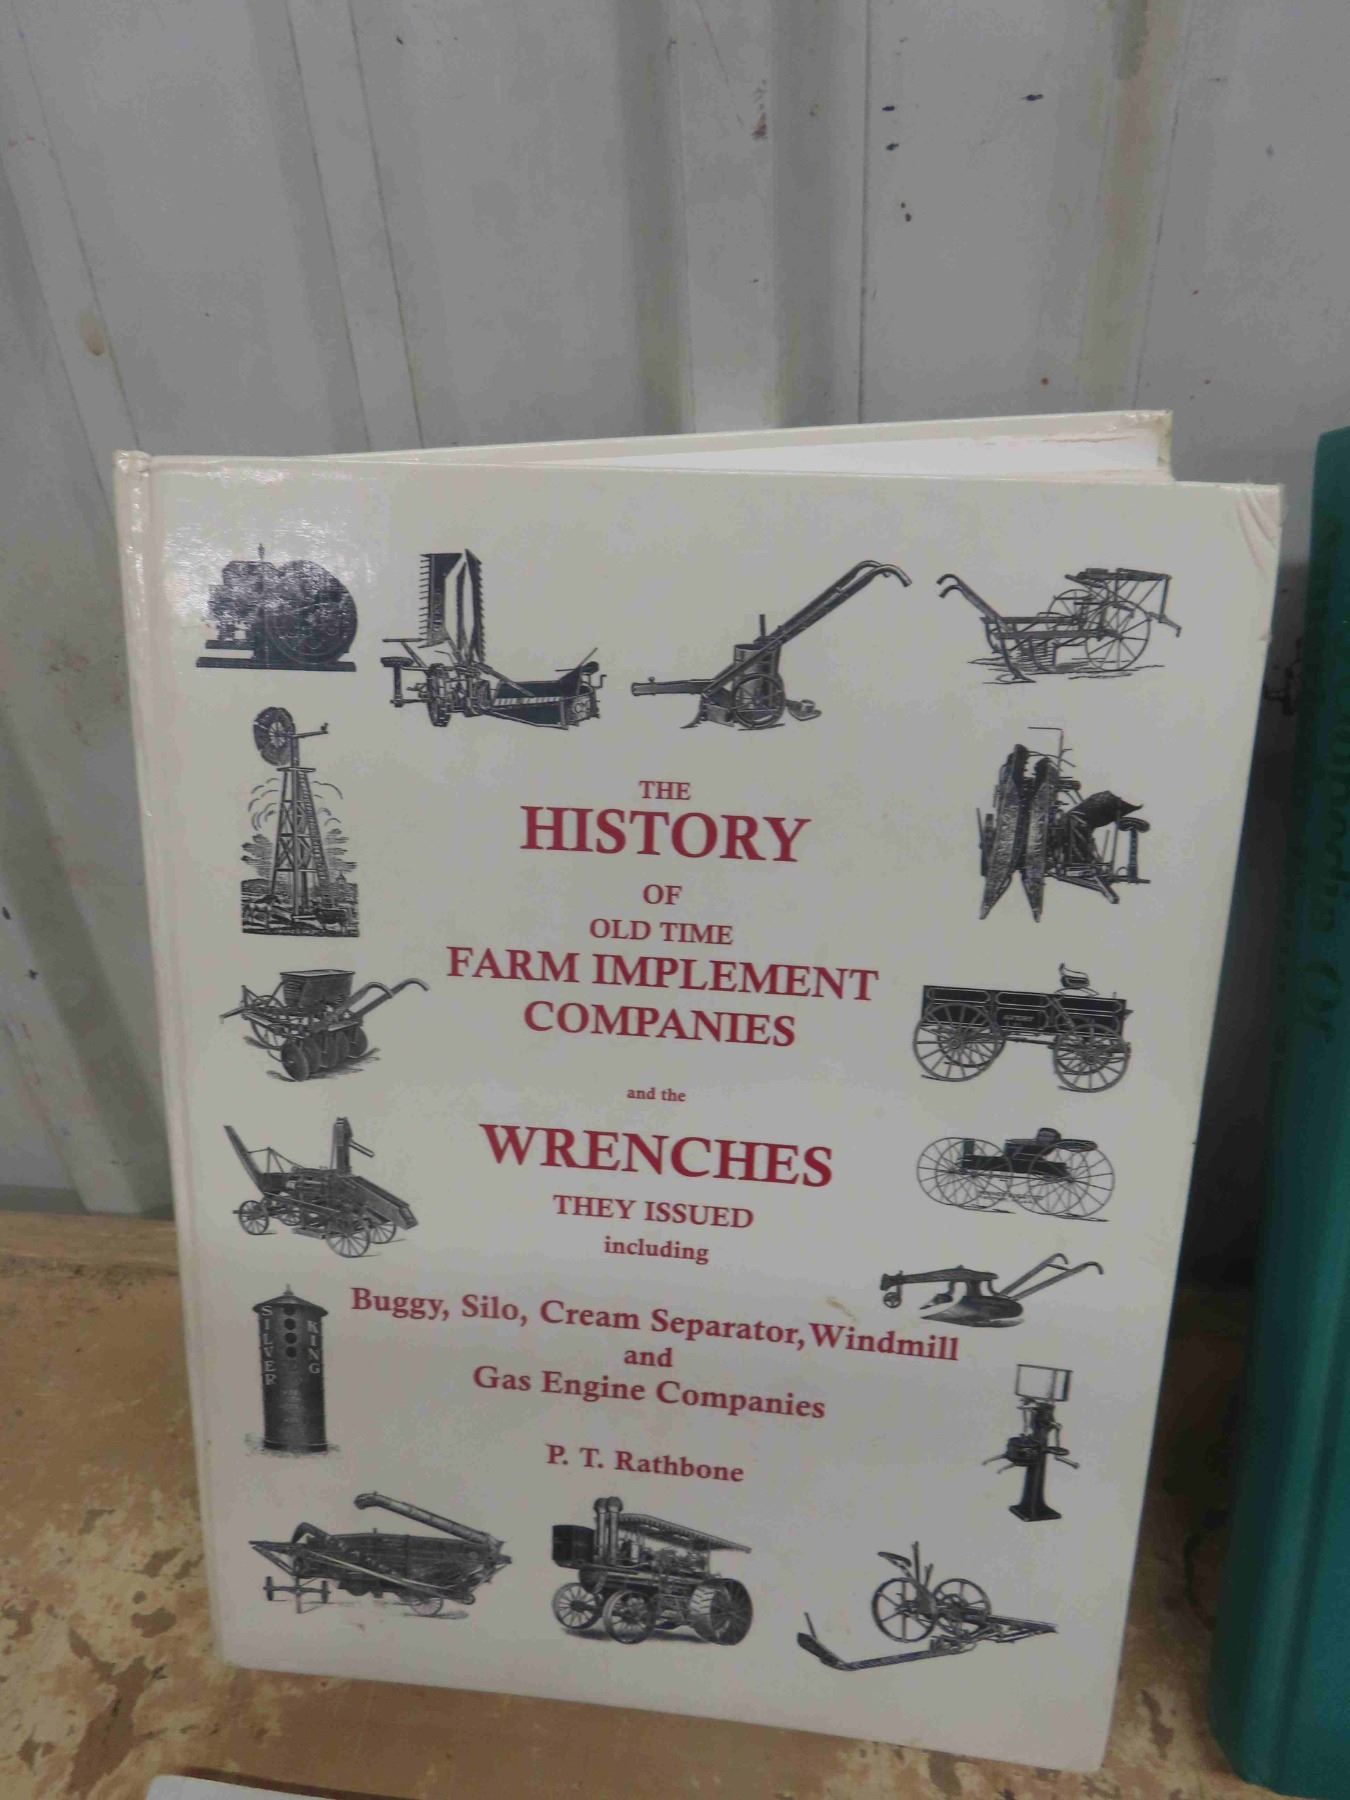 THE
HISTORY
OF
OLD TIME
FARM IMPLEMENT
COMPANIES
and the
WRENCHES
THEY ISSUED
including
Buggy, Silo, Cream Separator, Windmill
and
Gas Engine Companies
P. T. Rathbone
SILVER
KING